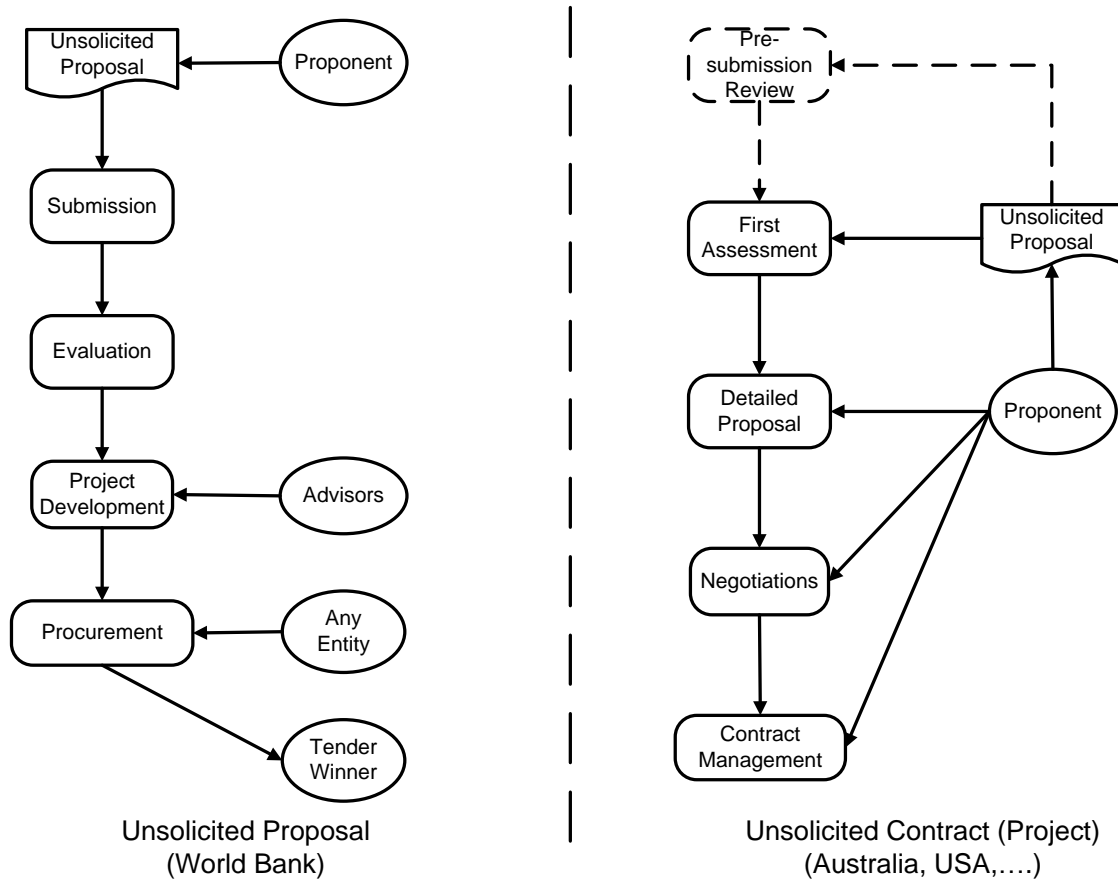 Unsolicited
Proposal
Proponent
Submission
Evaluation
Project
Development
Advisors
Procurement
Any
Entity
Tender
Winner
Unsolicited Proposal
(World Bank)
Pre-
submission
Review
First
Assessment
Unsolicited
Proposal
Detailed
Proposal
Proponent
Negotiations
Contract
Management
Unsolicited Contract (Project)
(Australia, USA,….)